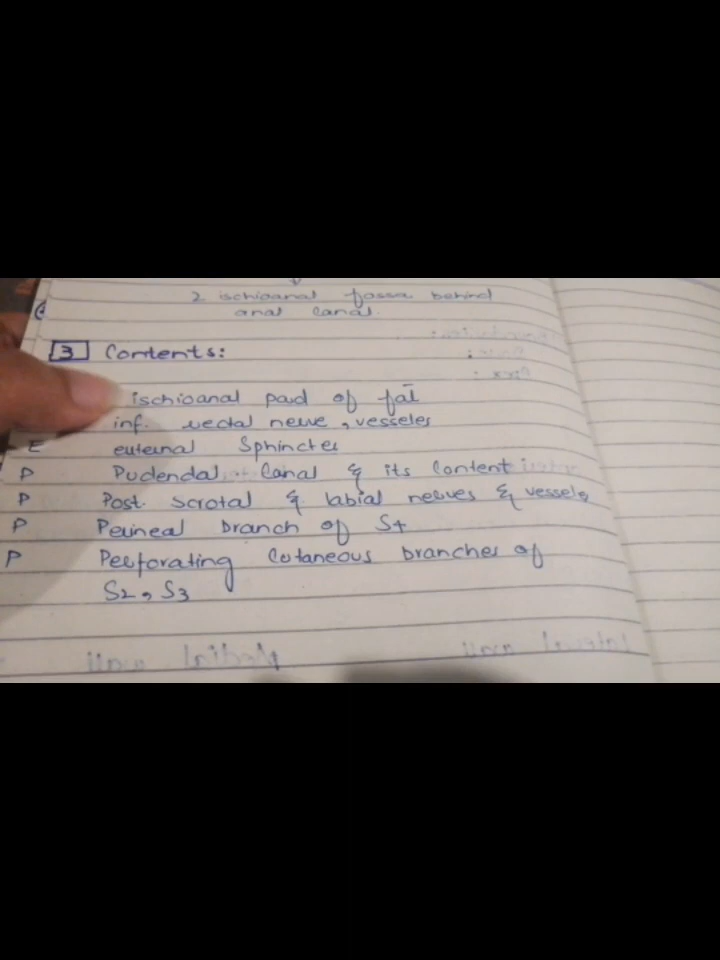 2 ischioanal fossa behind
anal canal.
3 Contents:
ischioanal pad of fat
inf. rectal nerve, vesseles
E external Sphincter
P Pudendal Canal & its Content
P Post. Scrotal & labial nerves & vessels
P Perineal branch of S4
P Perforating Cutaneous branches of
S2, S3